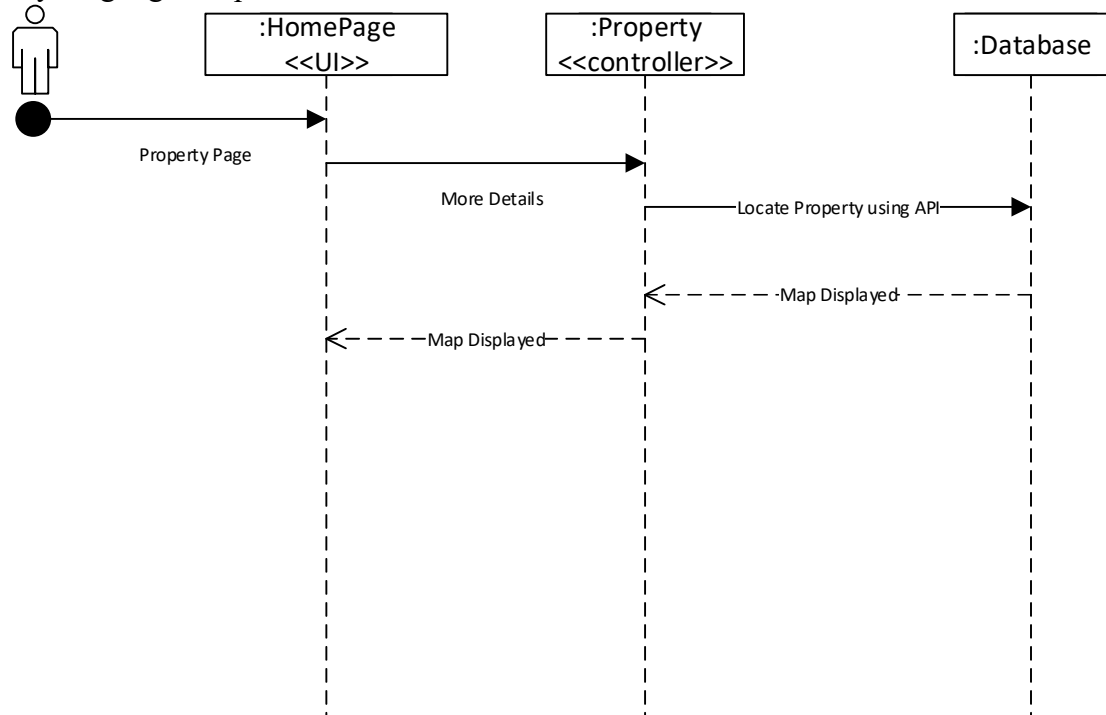 :HomePage
<<UI>>
:Property
<<controller>>
:Database
Property Page
More Details
Locate Property using API
Map Displayed
Map Displayed